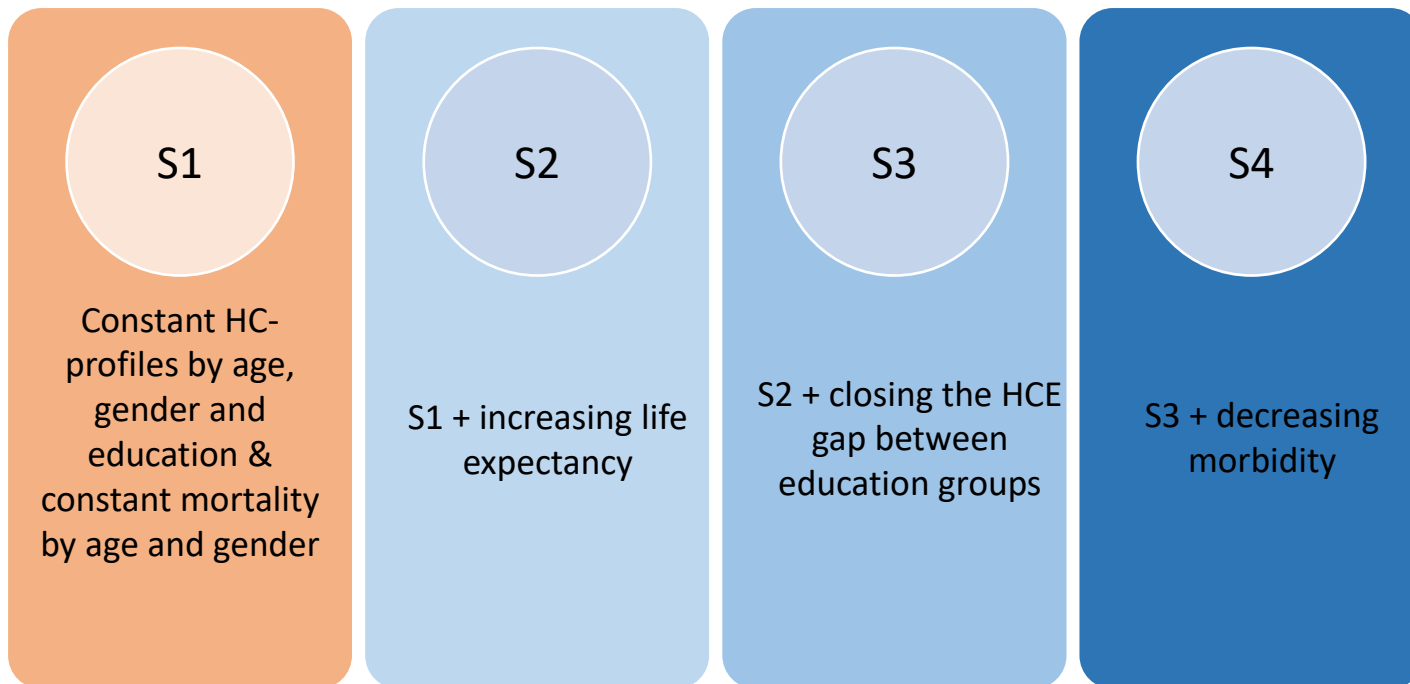 S1
Constant HC-
profiles by age,
gender and
education &
constant mortality
by age and gender
S2
S1 + increasing life
expectancy
S3
S2 + closing the HCE
gap between
education groups
S4
S3 + decreasing
morbidity